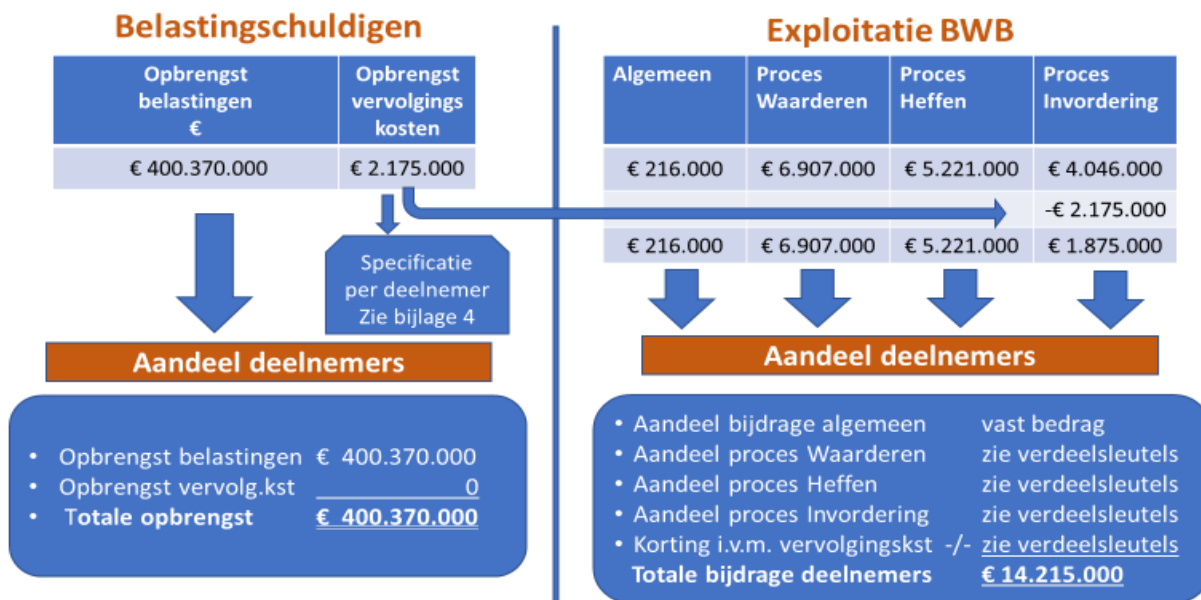 Belastingschuldigen
Opbrengst belastingen €
Opbrengst vervolgings kosten
€ 400.370.000 € 2.175.000
Specificatie
per deelnemer
Zie bijlage 4
Aandeel deelnemers
• Opbrengst belastingen € 400.370.000
• Opbrengst vervolg.kst 0
• Totale opbrengst € 400.370.000
Exploitatie BWB
Algemeen Proces Waarderen Proces Heffen Proces Invordering
€ 216.000 € 6.907.000 € 5.221.000 € 4.046.000
-€ 2.175.000
€ 216.000 € 6.907.000 € 5.221.000 € 1.875.000
Aandeel deelnemers
• Aandeel bijdrage algemeen vast bedrag
• Aandeel proces Waarderen zie verdeelsleutels
• Aandeel proces Heffen zie verdeelsleutels
• Aandeel proces Invordering zie verdeelsleutels
• Korting i.v.m. vervolgingskst -/- zie verdeelsleutels
Totale bijdrage deelnemers € 14.215.000